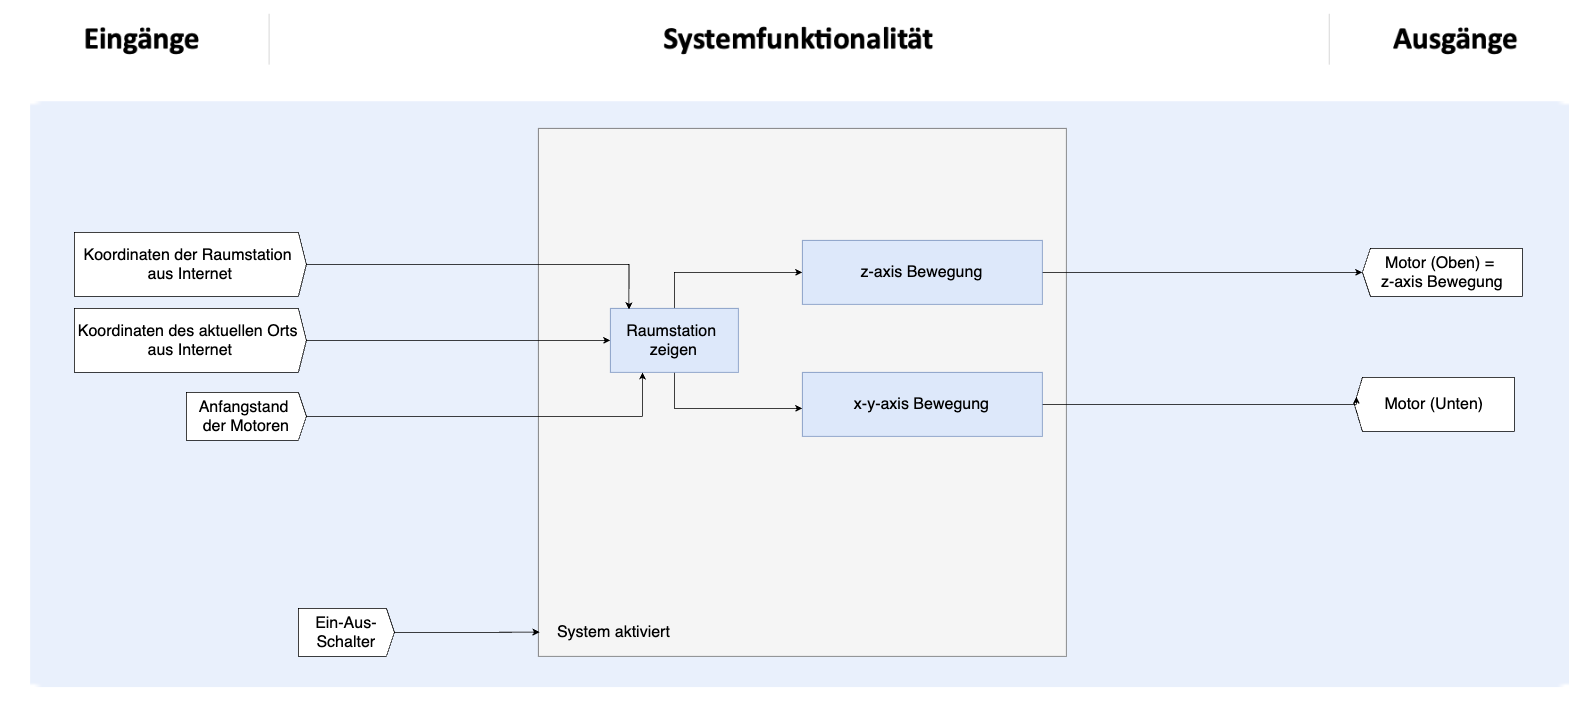 Eingänge
Systemfunktionalität
Ausgänge
Koordinaten der Raumstation
aus Internet
Koordinaten des aktuellen Orts
aus Internet
Anfangstand
der Motoren
Raumstation
zeigen
z-axis Bewegung
x-y-axis Bewegung
Motor (Oben) =
z-axis Bewegung
Motor (Unten)
Ein-Aus-
Schalter
System aktiviert